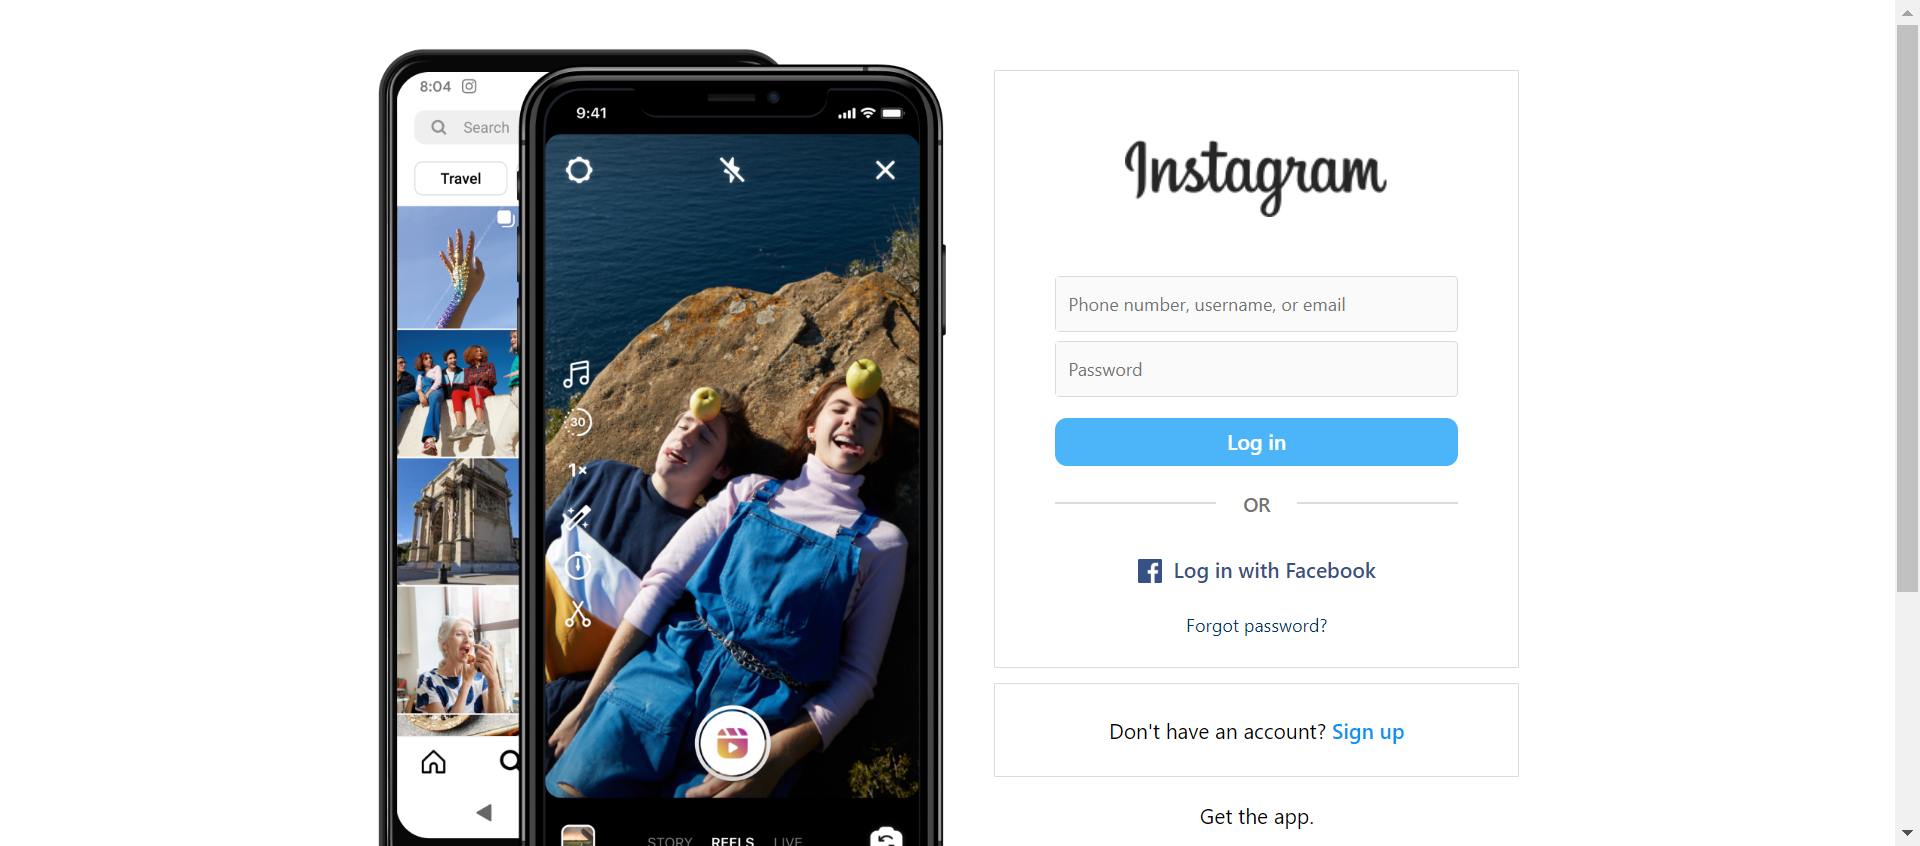 8:04
Search
Travel
9:41
30
1×
STORY REELS LIVE
Instagram
Phone number, username, or email
Password
Log in
OR
Log in with Facebook
Forgot password?
Don't have an account? Sign up
Get the app.